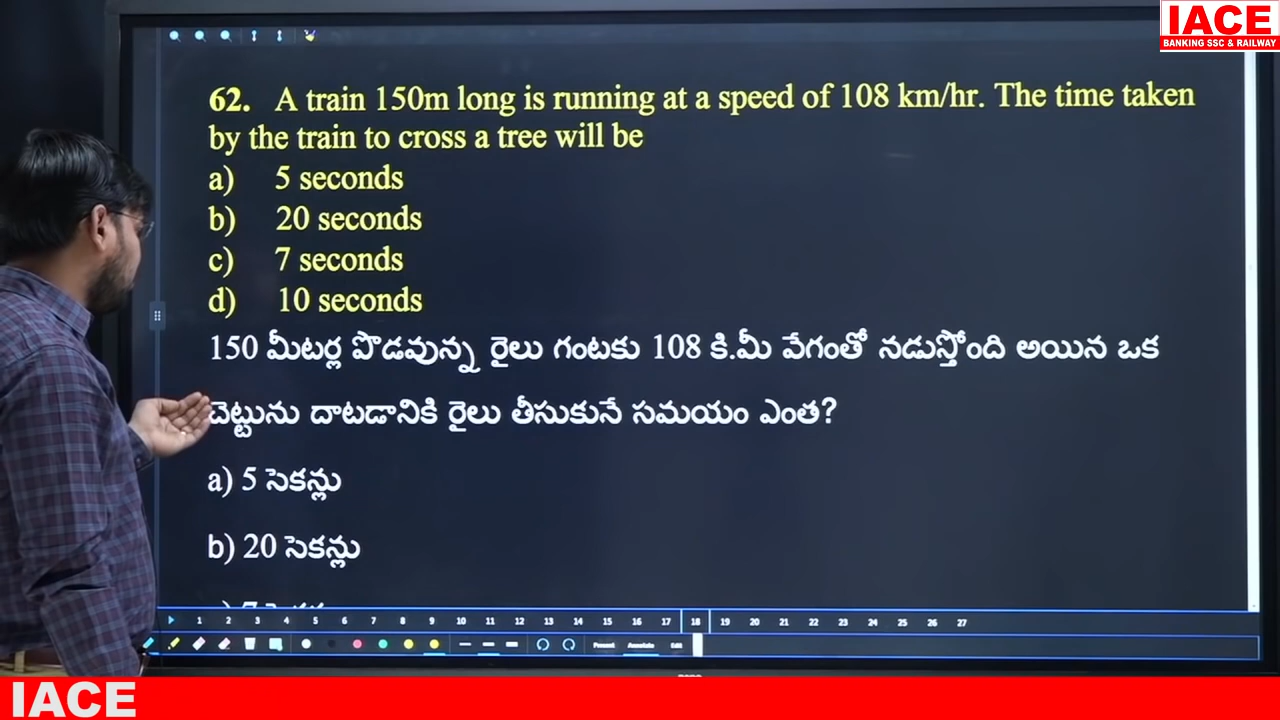 IACE
BANKING SSC & RAILWAY
62. A train 150m long is running at a speed of 108 km/hr. The time taken
by the train to cross a tree will be
a) 5 seconds
b) 20 seconds
c) 7 seconds
d) 10 seconds
150 మీటర్ల పొడవున్న రైలు గంటకు 108 కి.మీ వేగంతో నడుస్తోంది అయిన ఒక
చెట్టును దాటడానికి రైలు తీసుకునే సమయం ఎంత?
a) 5 సెకన్లు
b) 20 సెకన్లు
1 2 3 4 5 6 7 8 9 10 11 12 13 14 15 16 17 18 19 20 21 22 23 24 25 26 27
Present Annotate Edit
IACE